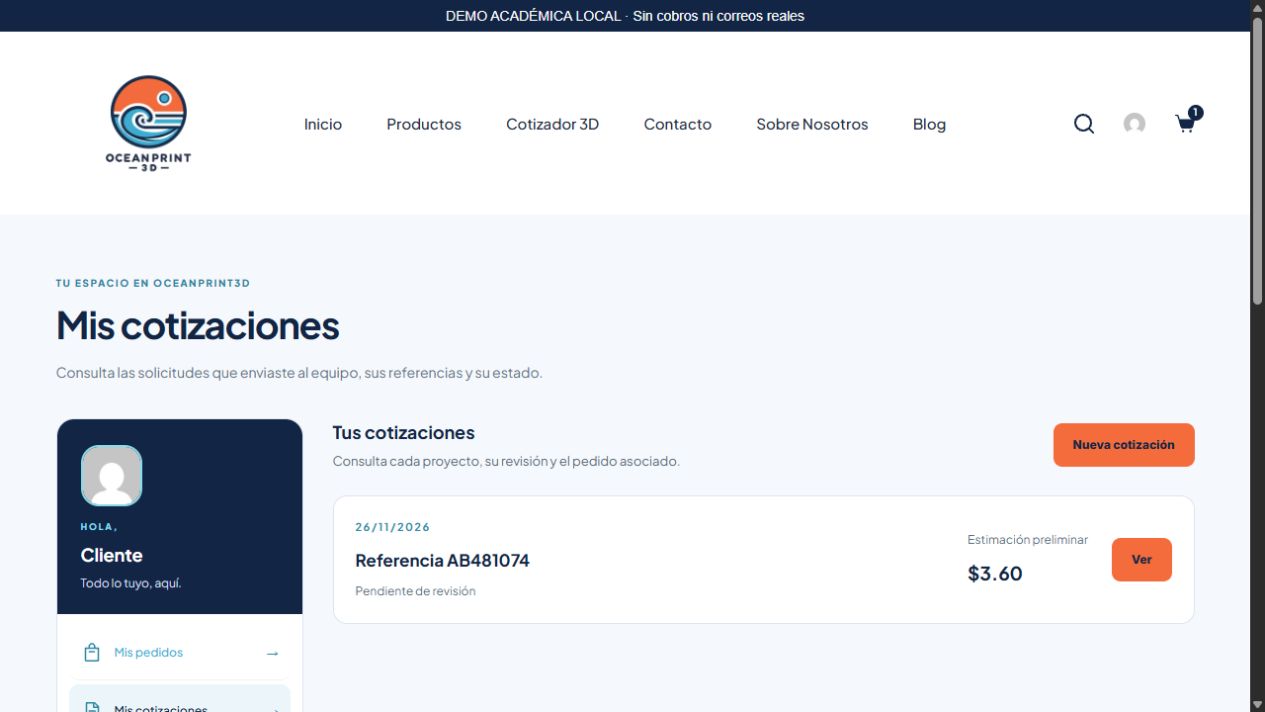 DEMO ACADÉMICA LOCAL · Sin cobros ni correos reales
OCEANPRINT
3D
Inicio
Productos
Cotizador 3D
Contacto
Sobre Nosotros
Blog
1
TU ESPACIO EN OCEANPRINT3D
Mis cotizaciones
Consulta las solicitudes que enviaste al equipo, sus referencias y su estado.
HOLA,
Cliente
Todo lo tuyo, aquí.
Mis pedidos →
Mis cotizaciones
Tus cotizaciones
Consulta cada proyecto, su revisión y el pedido asociado.
Nueva cotización
26/11/2026
Referencia AB481074
Pendiente de revisión
Estimación preliminar
$3.60
Ver